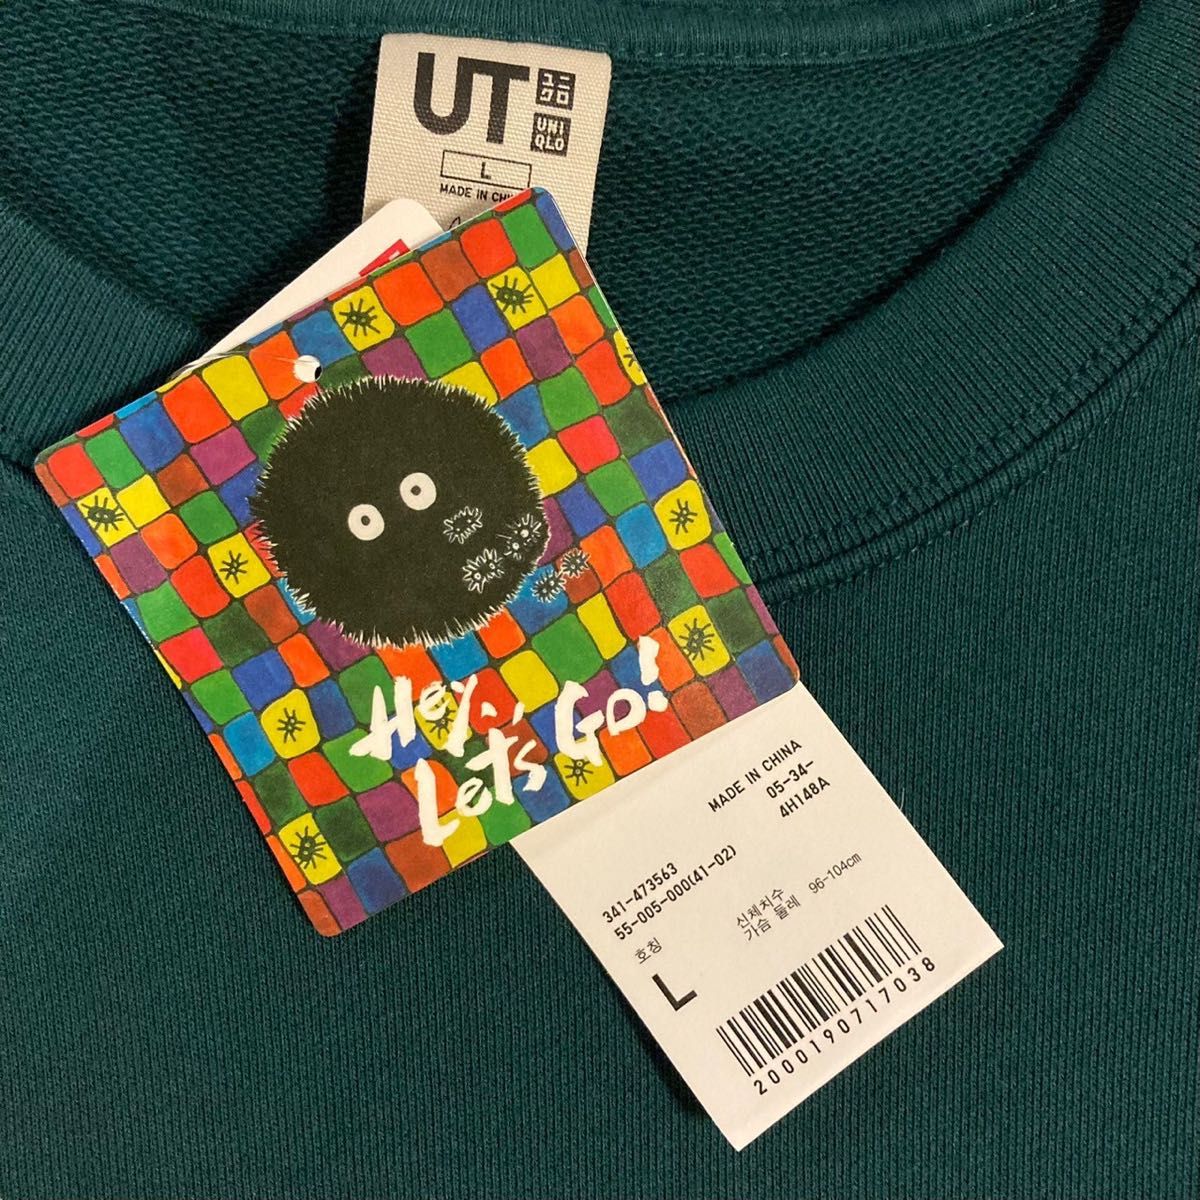 UT ユニ
クロ
UNI
QLO
L
MADE IN CHI
Hey,
Let's Go!
MADE IN CHINA
05-34-
4H148A
341-473563
55-005-000(41-02)
호칭
L
신체치수
가슴 둘레 96-104cm
2000190717038